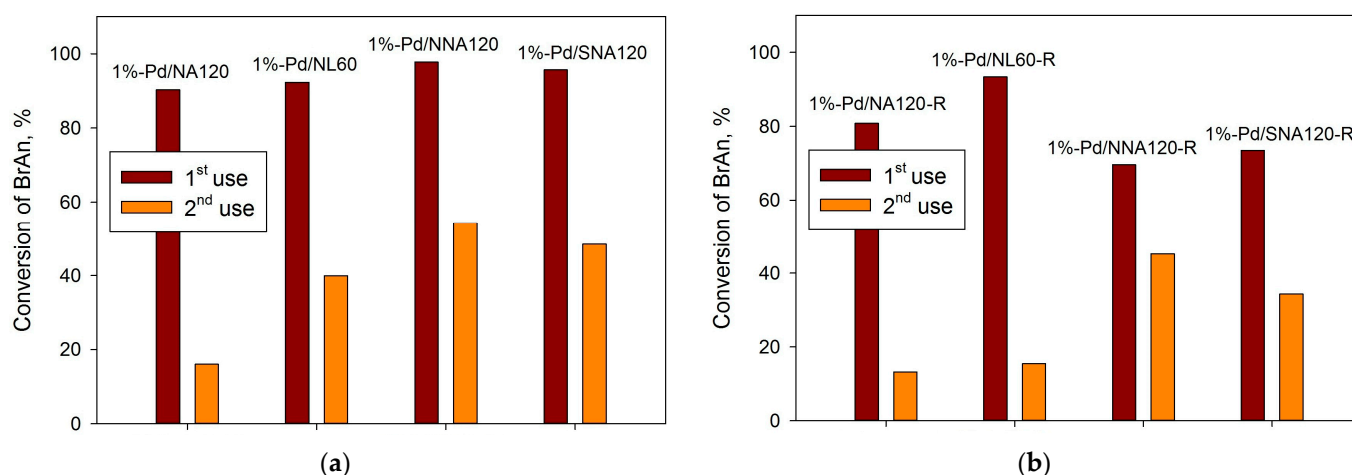 1%-Pd/NA120
1%-Pd/NL60
1%-Pd/NNA120
1%-Pd/SNA120
Conversion of BrAn, %
100
80
60
40
20
0
1st use
2nd use
(a)
1%-Pd/NA120-R
1%-Pd/NL60-R
1%-Pd/NNA120-R
1%-Pd/SNA120-R
Conversion of BrAn, %
100
80
60
40
20
0
1st use
2nd use
(b)